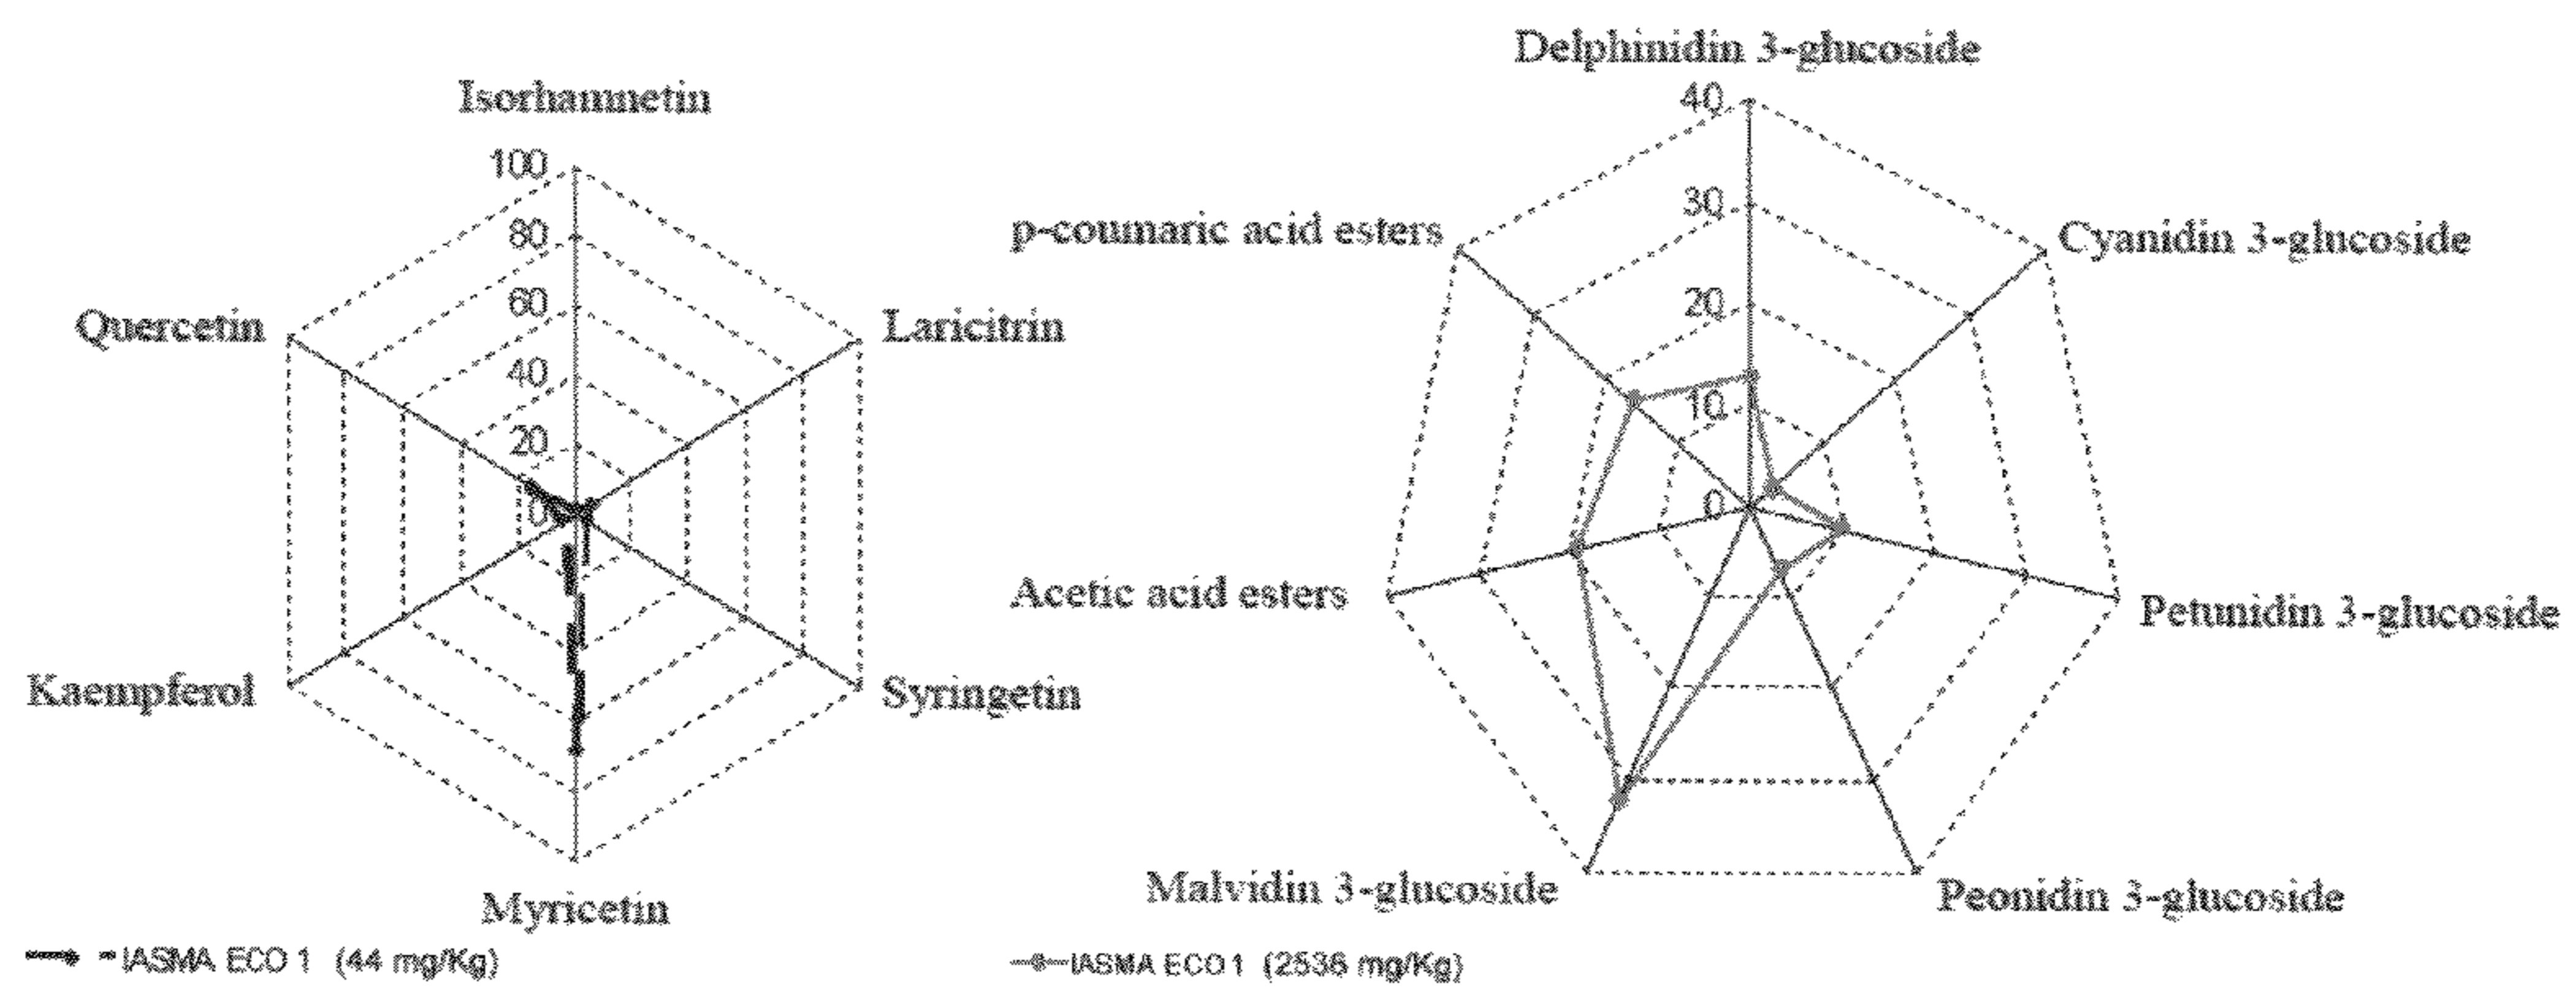 Isorhamnetin
100
80
60
40
20
0
Quercetin
Laricitrin
Kaempferol
Syringetin
Myricetin
IASMA ECO 1 (44 mg/Kg)
Delphinidin 3-glucoside
40
30
20
10
0
p-coumaric acid esters
Cyanidin 3-glucoside
Acetic acid esters
Petunidin 3-glucoside
Malvidin 3-glucoside
Peonidin 3-glucoside
IASMA ECO1 (2536 mg/Kg)